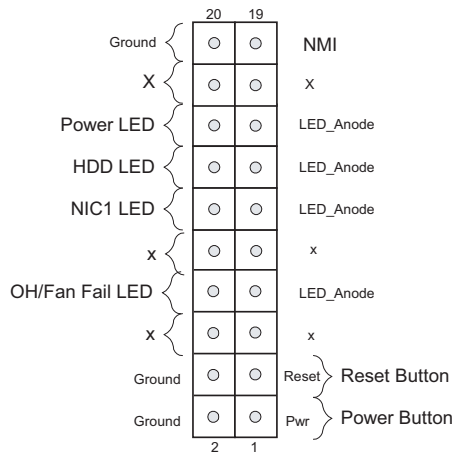 20 19
Ground NMI
X X
Power LED LED_Anode
HDD LED LED_Anode
NIC1 LED LED_Anode
x x
OH/Fan Fail LED LED_Anode
x x
Ground Reset Reset Button
Ground Pwr Power Button
2 1